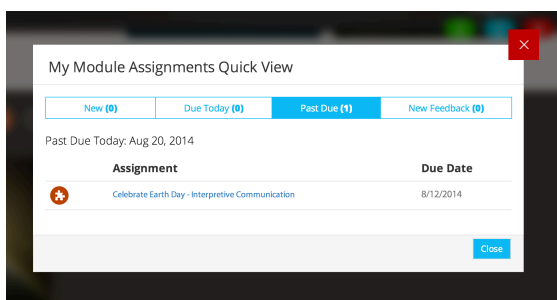 My Module Assignments Quick View
New (0) Due Today (0) Past Due (1) New Feedback (0)
Past Due Today: Aug 20, 2014
Assignment Due Date
Celebrate Earth Day - Interpretive Communication 8/12/2014
Close